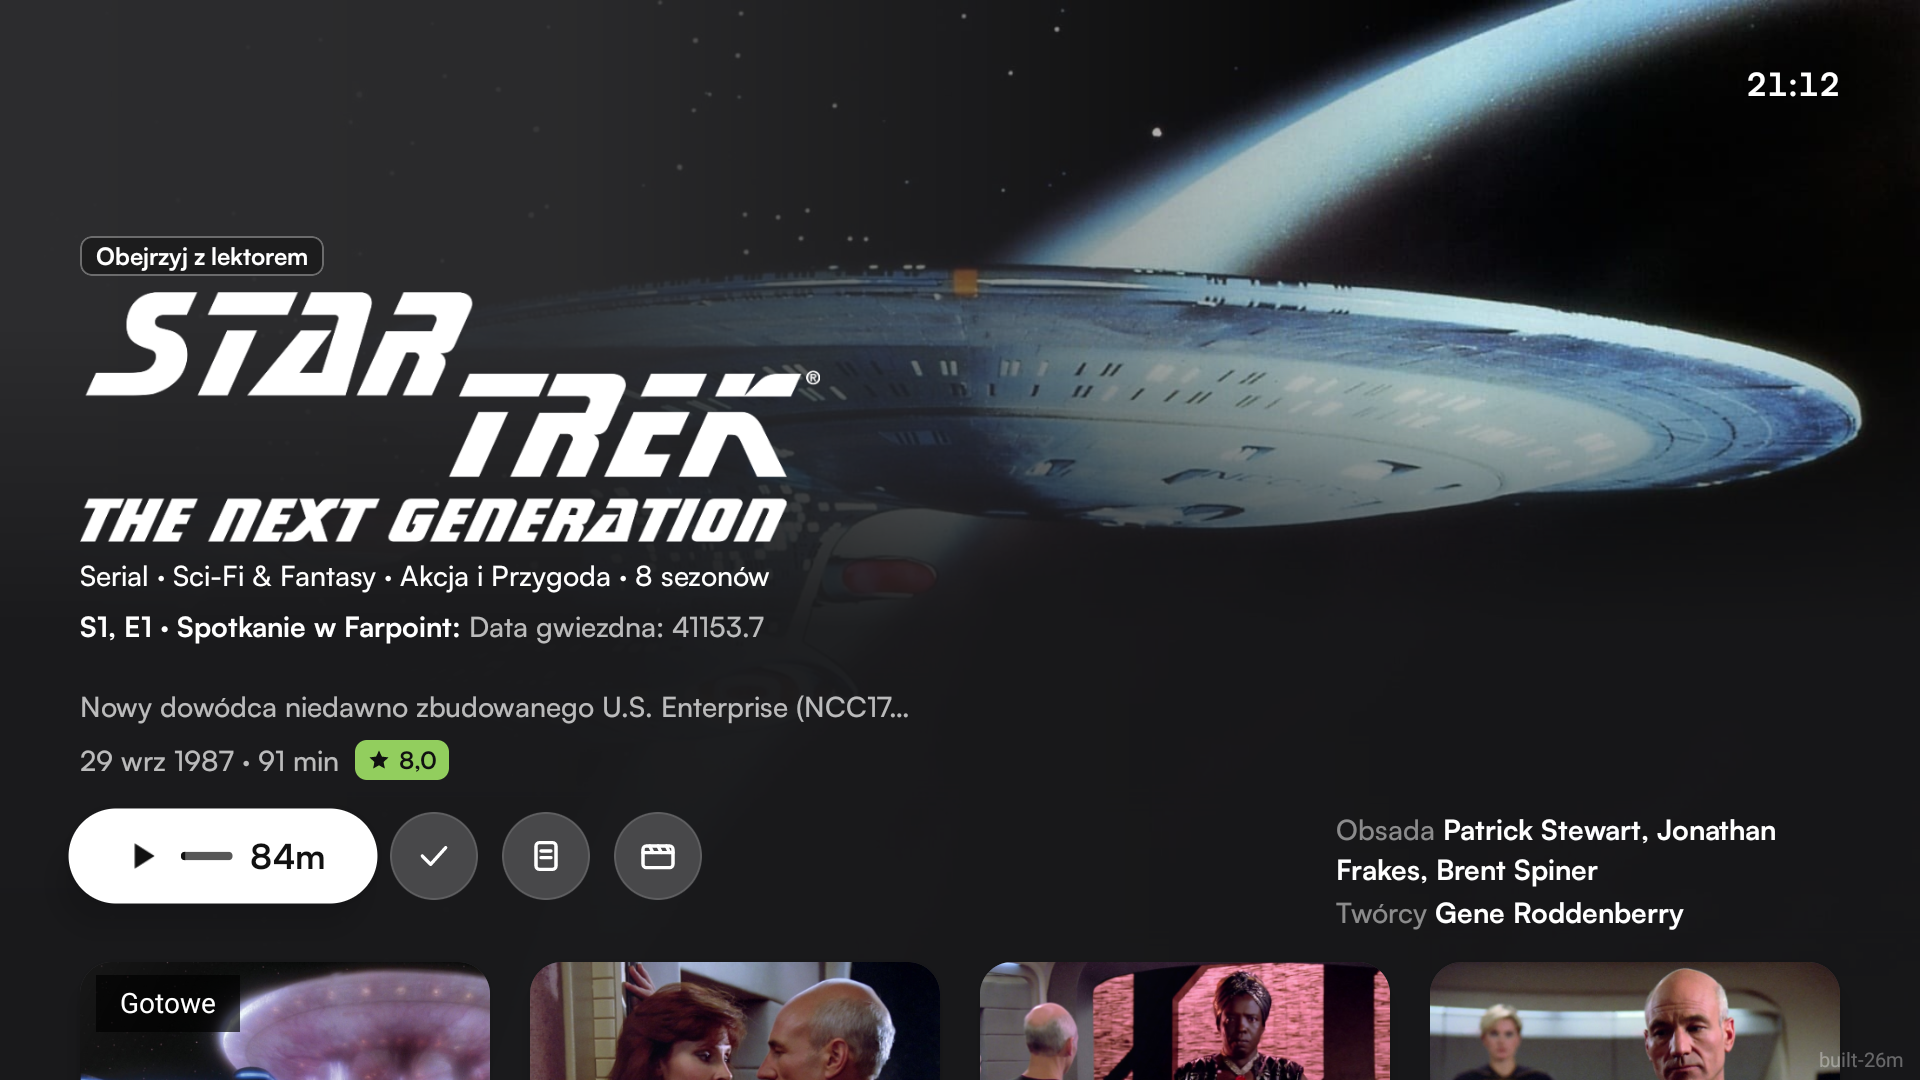 21:12
Obejrzyj z lektorem
STAR
TREK®
THE NEXT GENERATION
Serial · Sci-Fi & Fantasy · Akcja i Przygoda · 8 sezonów
S1, E1 · Spotkanie w Farpoint: Data gwiezdna: 41153.7
Nowy dowódca niedawno zbudowanego U.S. Enterprise (NCC17...
29 wrz 1987 · 91 min ★ 8,0
84m
Obsada Patrick Stewart, Jonathan
Frakes, Brent Spiner
Twórcy Gene Roddenberry
Gotowe
built-26m